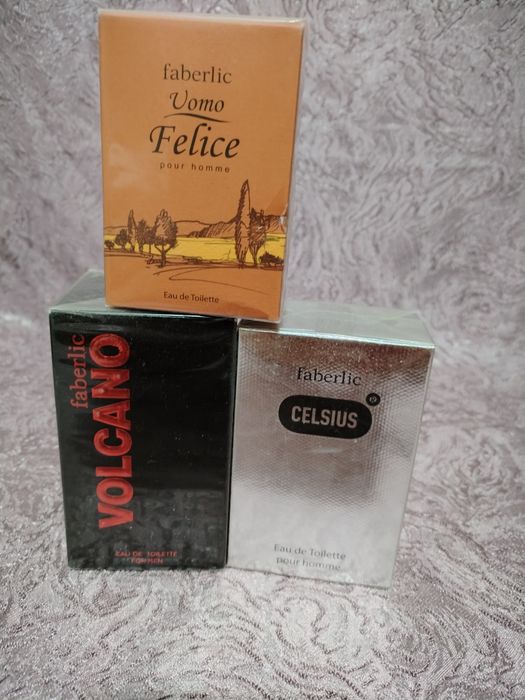 faberlic
Uomo
Felice
pour homme
Eau de Toilette
faberlic
VOLCANO
EAU DE TOILETTE
FOR MEN
faberlic
19
CELSIUS
Eau de Toilette
pour homme